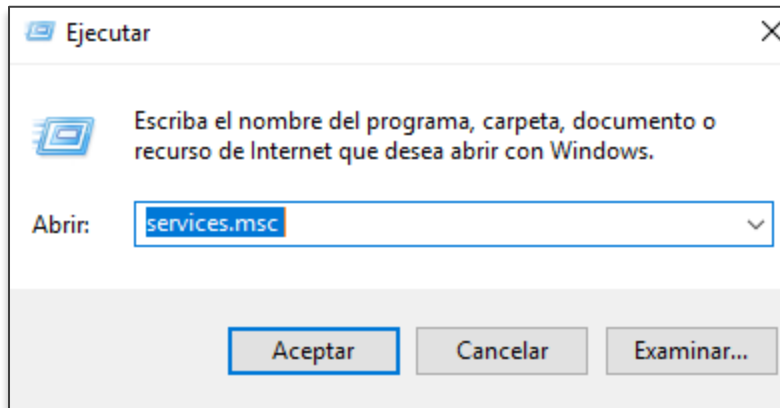 Ejecutar
Escriba el nombre del programa, carpeta, documento o
recurso de Internet que desea abrir con Windows.
Abrir:
services.msc
Aceptar
Cancelar
Examinar...